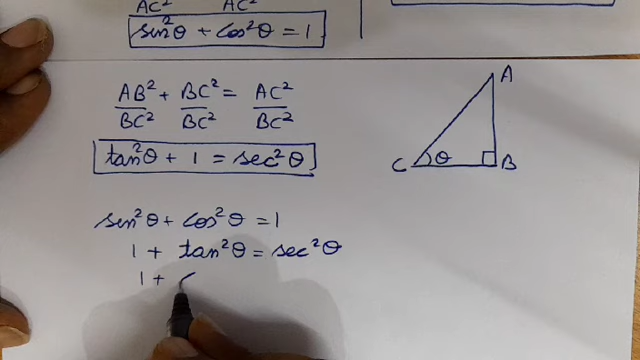 AC² AC²
sin²θ + cos²θ = 1
AB²/BC² + BC²/BC² = AC²/BC²
tan²θ + 1 = sec²θ
A
C θ B
sin²θ + cos²θ = 1
1 + tan²θ = sec²θ
1 +